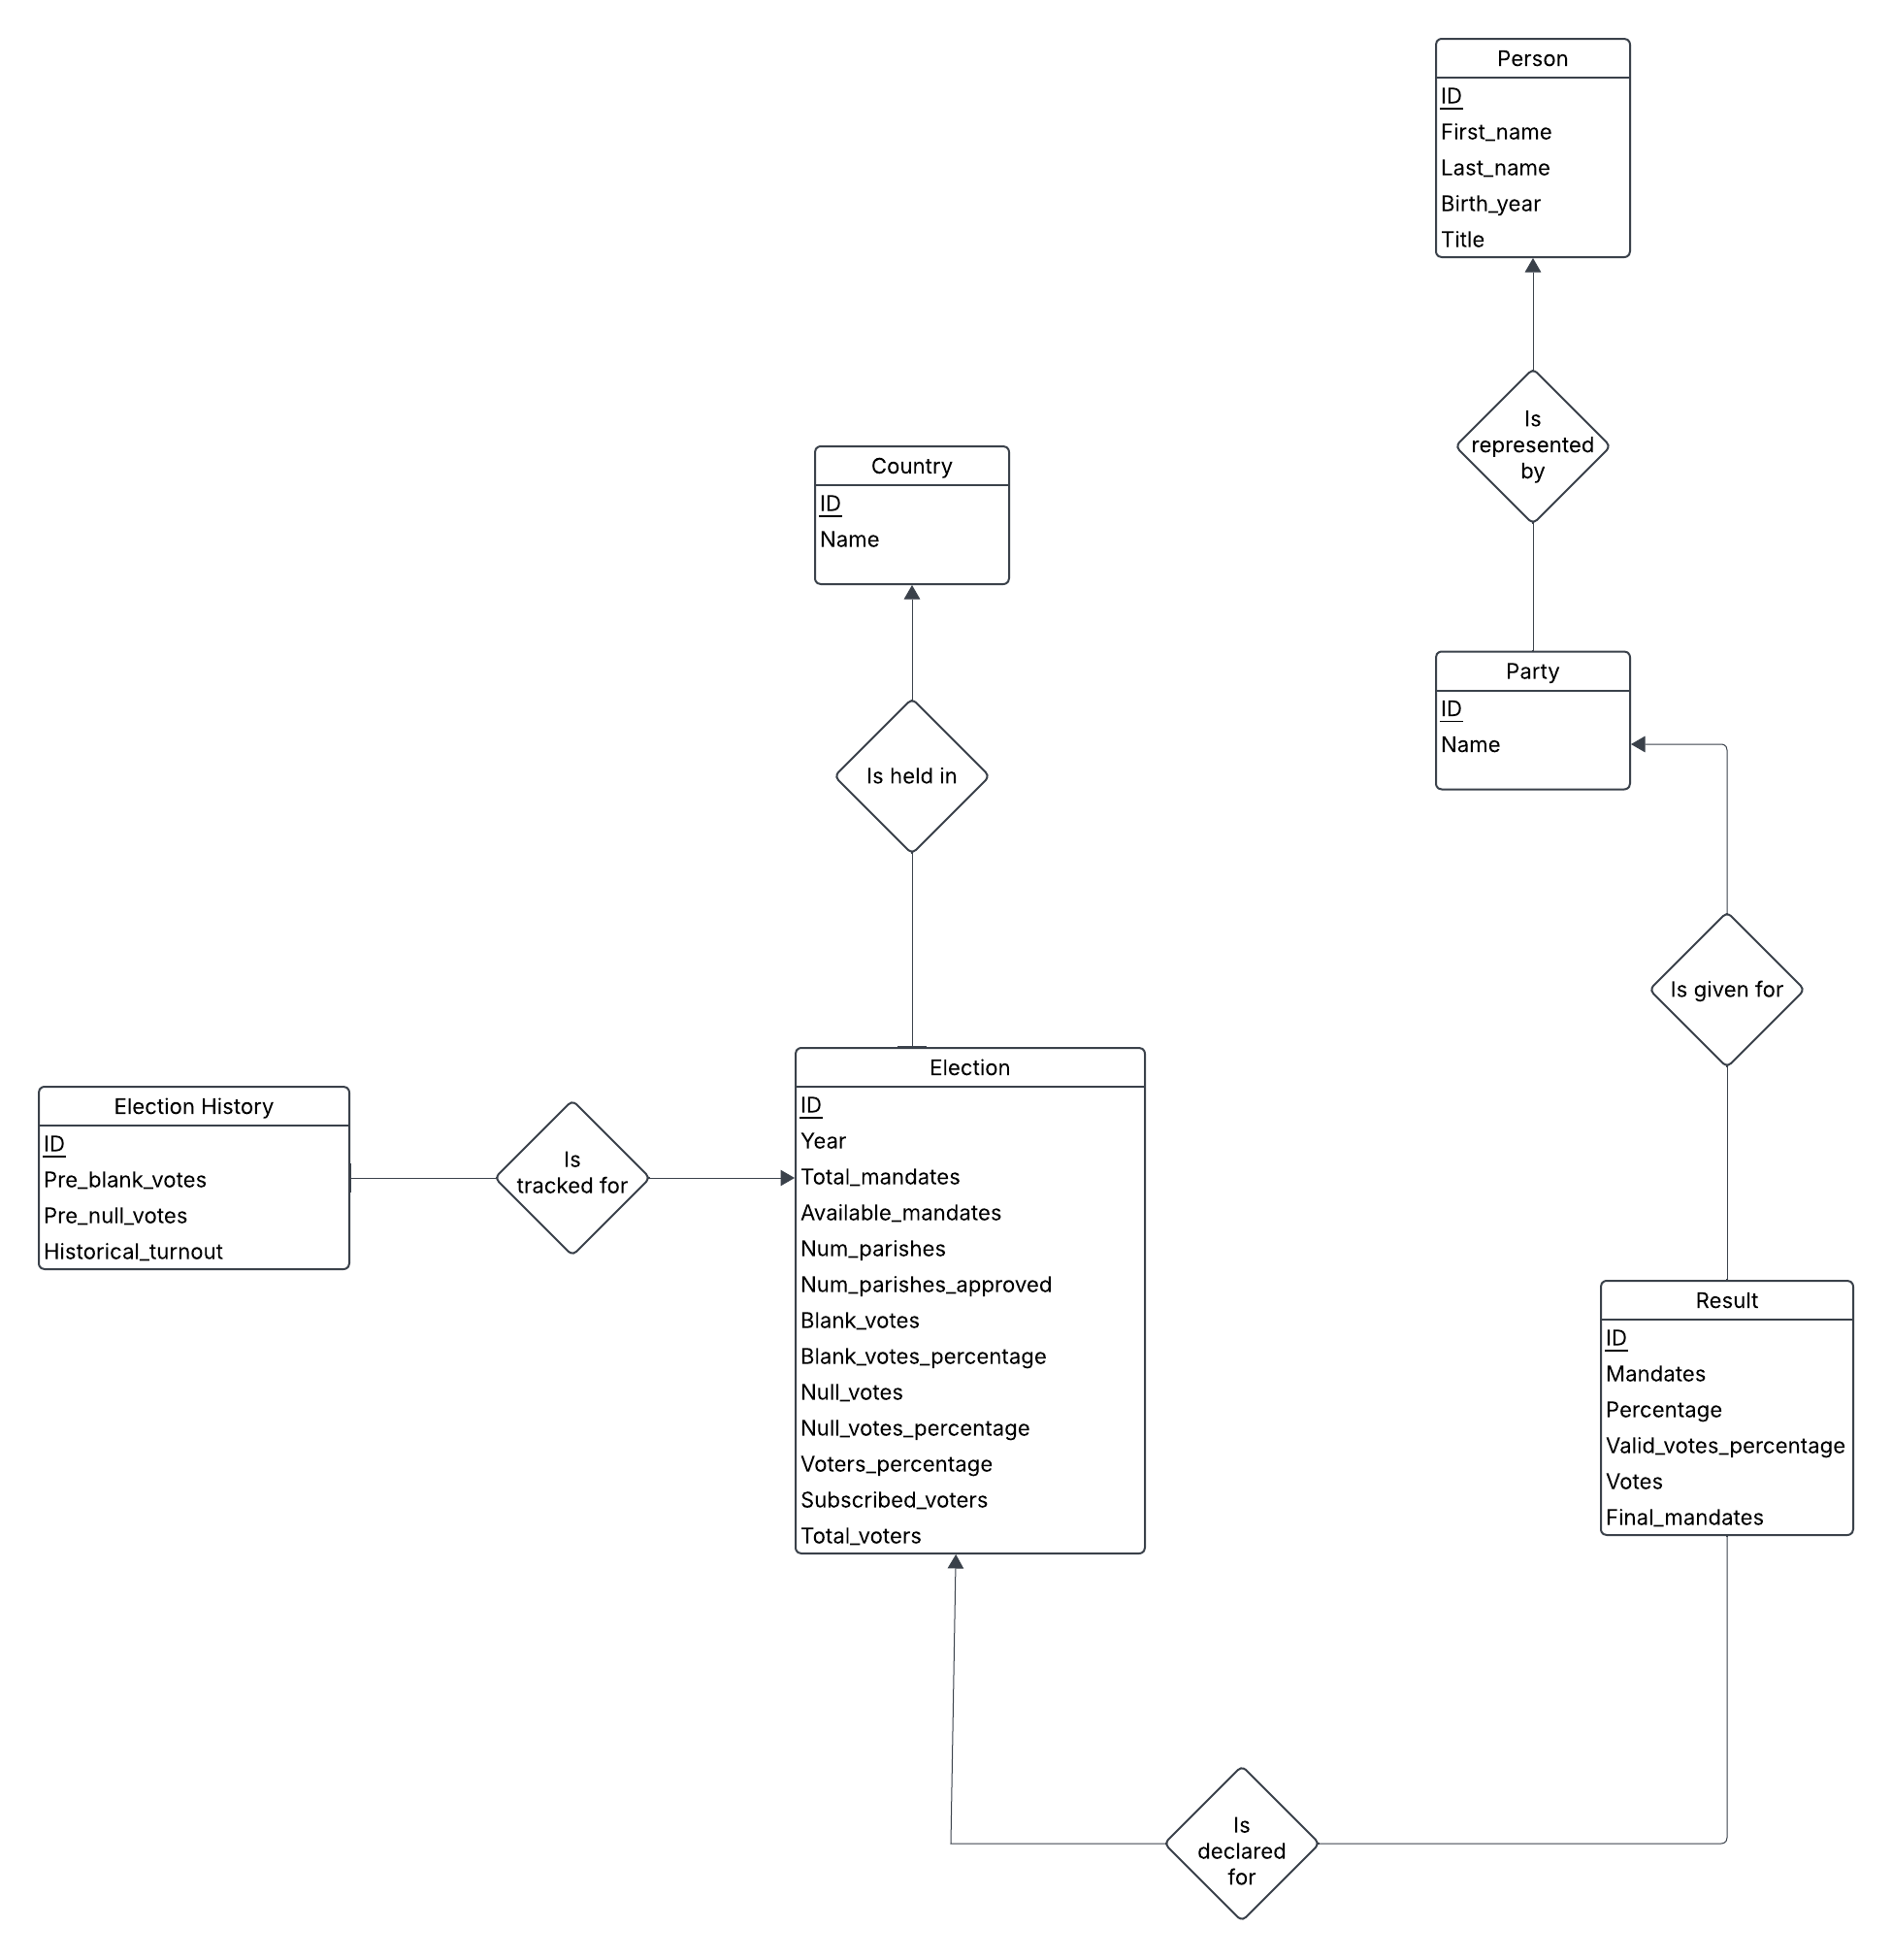 Person
ID
First_name
Last_name
Birth_year
Title
Is
represented
by
Country
ID
Name
Party
ID
Name
Is held in
Is given for
Election
ID
Year
Total_mandates
Available_mandates
Num_parishes
Num_parishes_approved
Blank_votes
Blank_votes_percentage
Null_votes
Null_votes_percentage
Voters_percentage
Subscribed_voters
Total_voters
Election History
ID
Pre_blank_votes
Pre_null_votes
Historical_turnout
Is
tracked for
Result
ID
Mandates
Percentage
Valid_votes_percentage
Votes
Final_mandates
Is
declared
for